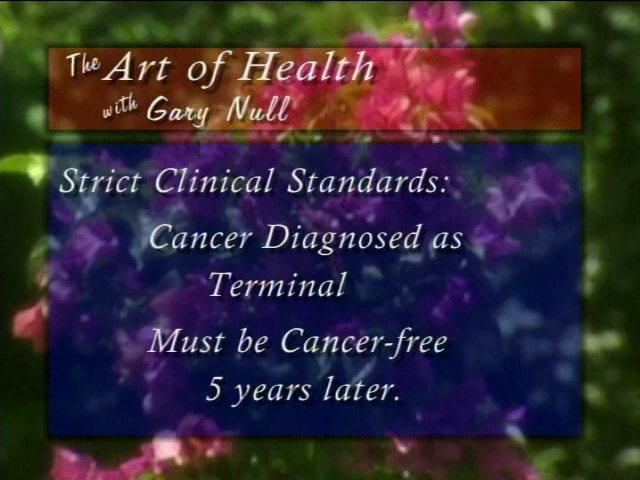 The Art of Health
with Gary Null
Strict Clinical Standards:
Cancer Diagnosed as
Terminal
Must be Cancer-free
5 years later.